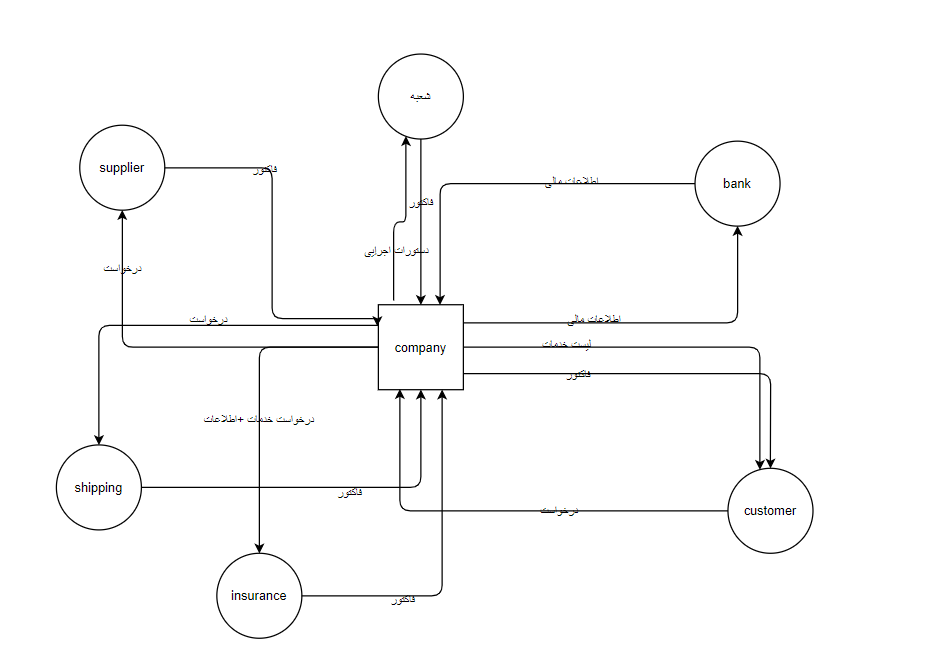 شعبه
supplier
فاکتور
bank
اطلاعات مالی
فاکتور
دستورات اجرایی
درخواست
درخواست
اطلاعات مالی
company
لیست خدمات
فاکتور
درخواست خدمات +اطلاعات
shipping
فاکتور
درخواست
customer
insurance
فاکتور